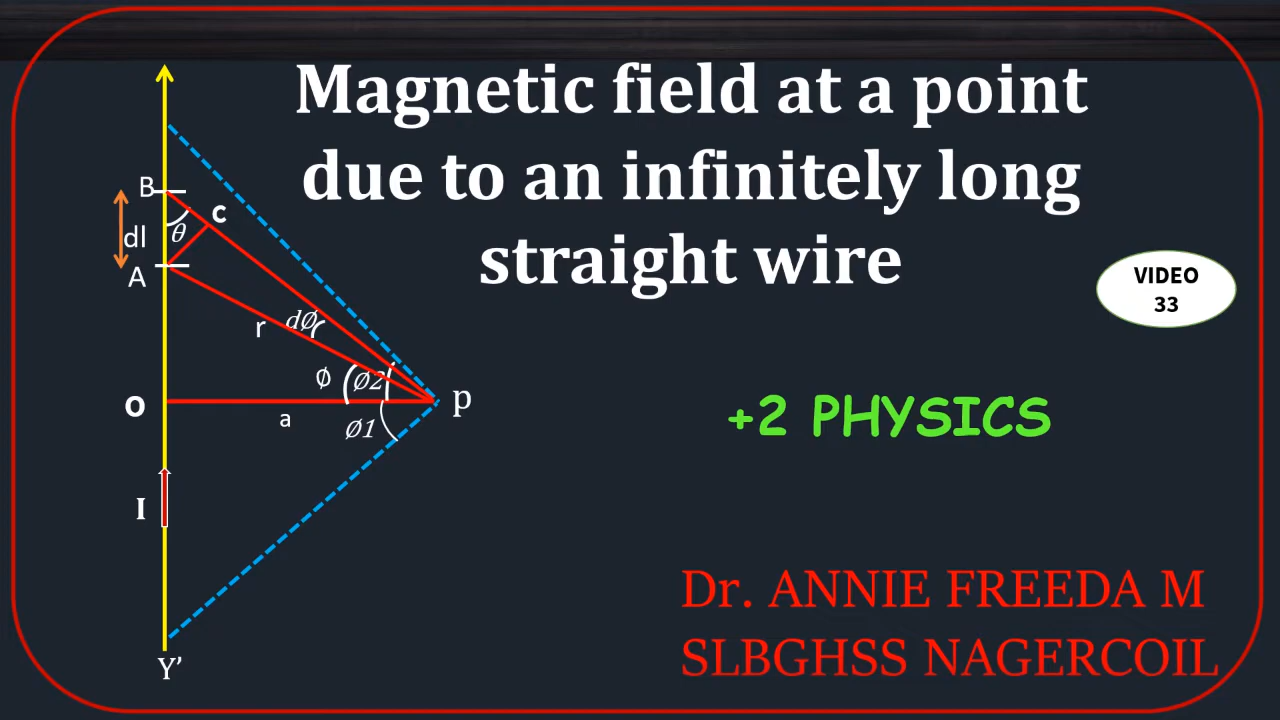 Magnetic field at a point
due to an infinitely long
straight wire
B
c
dl
θ
A
r
dØ
VIDEO
33
∅
Ø2
O
a
p
Ø1
+2 PHYSICS
I
Dr. ANNIE FREEDA M
SLBGHSS NAGERCOIL
Y’